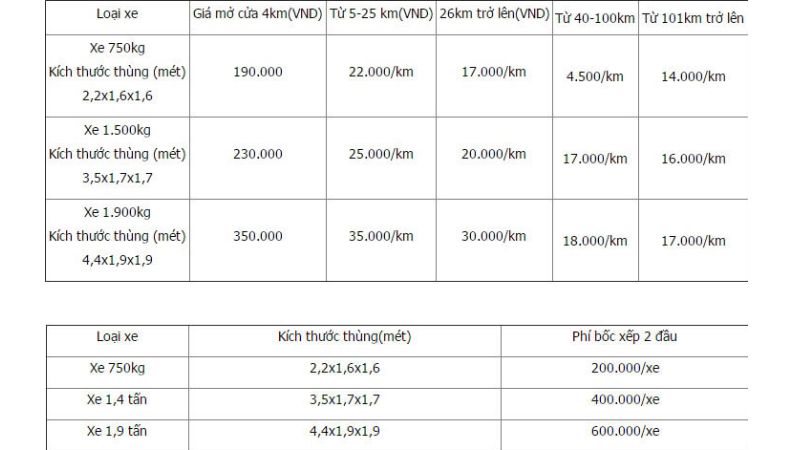 Loại xe Giá mở cửa 4km(VND) Từ 5-25 km(VND) 26km trở lên(VND) Từ 40-100km Từ 101km trở lên
Xe 750kg
Kích thước thùng (mét)
2,2x1,6x1,6
190.000 22.000/km 17.000/km 4.500/km 14.000/km
Xe 1.500kg
Kích thước thùng (mét)
3,5x1,7x1,7
230.000 25.000/km 20.000/km 17.000/km 16.000/km
Xe 1.900kg
Kích thước thùng (mét)
4,4x1,9x1,9
350.000 35.000/km 30.000/km 18.000/km 17.000/km
Loại xe Kích thước thùng(mét) Phí bốc xếp 2 đầu
Xe 750kg 2,2x1,6x1,6 200.000/xe
Xe 1,4 tấn 3,5x1,7x1,7 400.000/xe
Xe 1,9 tấn 4,4x1,9x1,9 600.000/xe